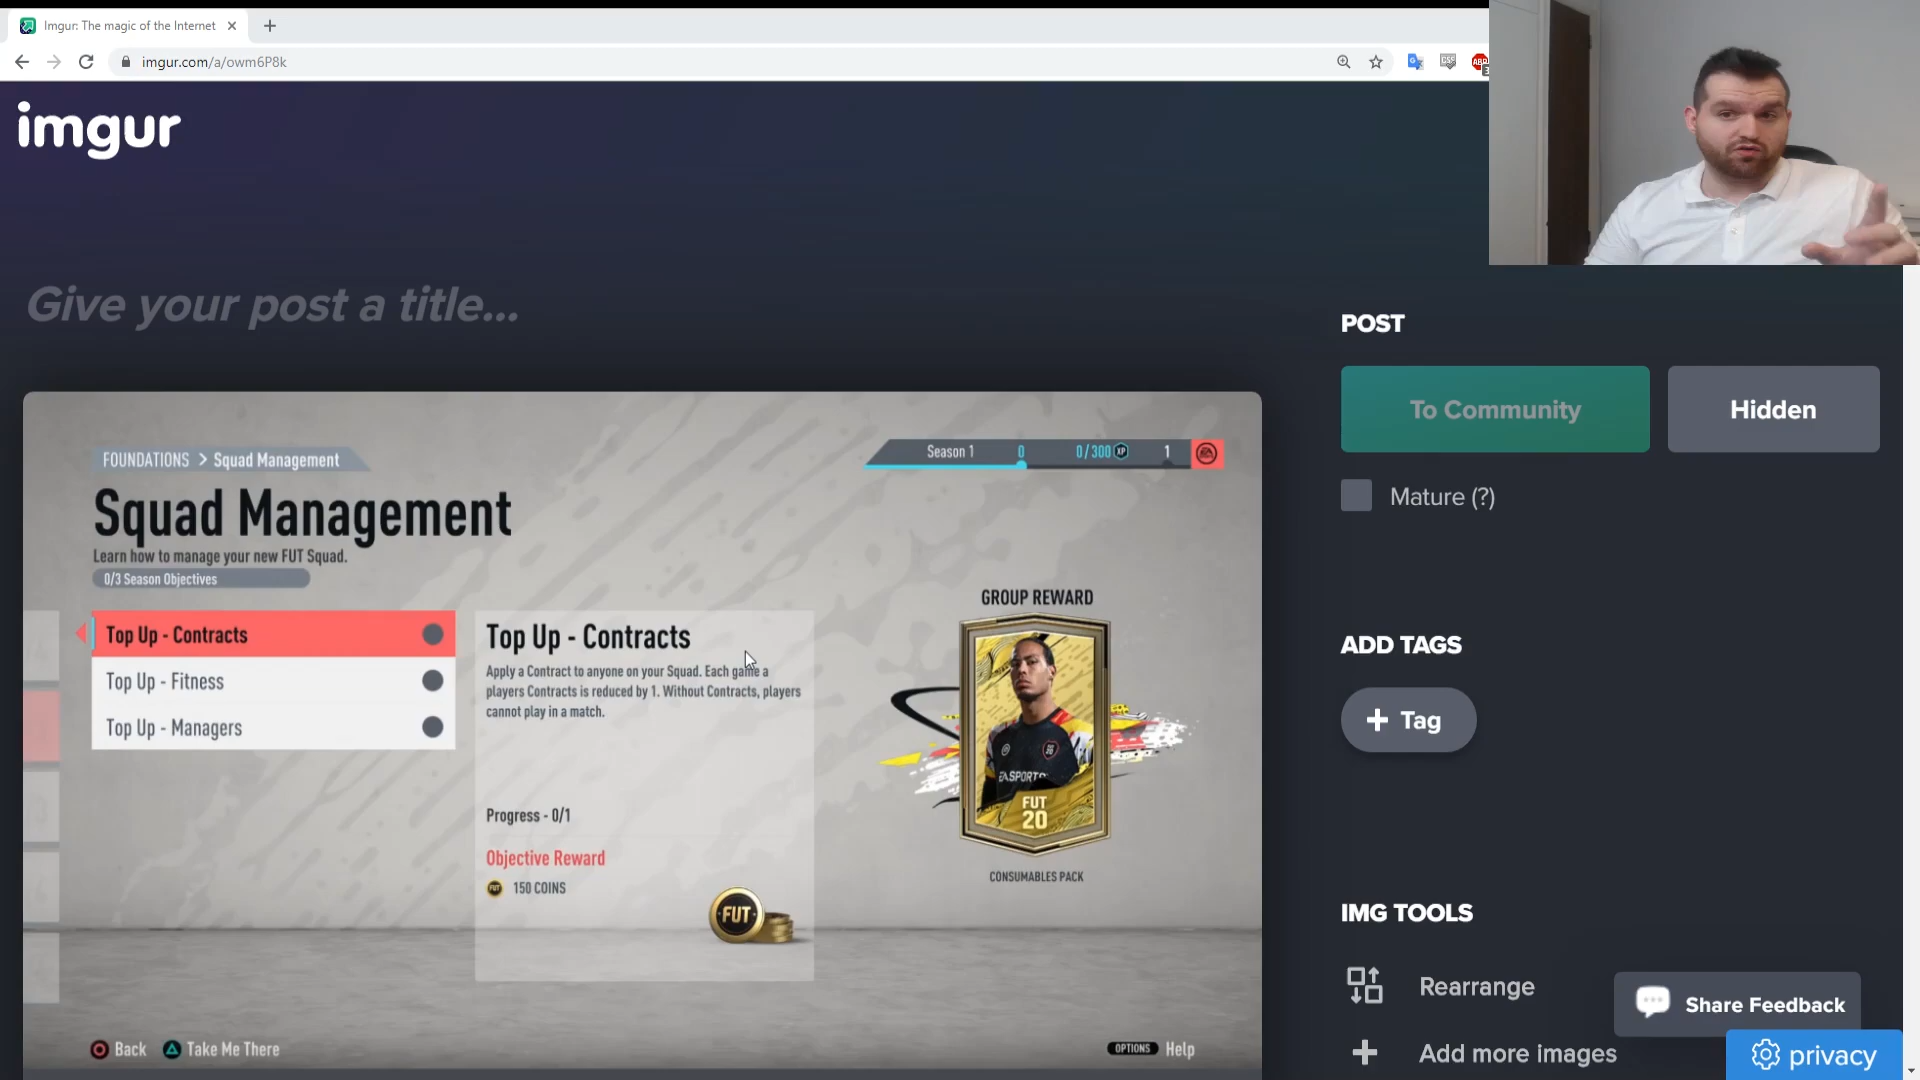 Imgur: The magic of the Internet
imgur.com/a/owm6P8k
imgur
Give your post a title...
POST
To Community
Hidden
Mature (?)
ADD TAGS
+ Tag
IMG TOOLS
Rearrange
Add more images
Share Feedback
privacy
FOUNDATIONS > Squad Management
Season 1 0 0/300 XP 1
Squad Management
Learn how to manage your new FUT Squad.
0/3 Season Objectives
Top Up - Contracts
Top Up - Fitness
Top Up - Managers
Top Up - Contracts
Apply a Contract to anyone on your Squad. Each game a
players Contracts is reduced by 1. Without Contracts, players
cannot play in a match.
Progress - 0/1
Objective Reward
150 COINS
FUT
GROUP REWARD
EA SPORTS
FUT
20
CONSUMABLES PACK
Back
Take Me There
OPTIONS Help